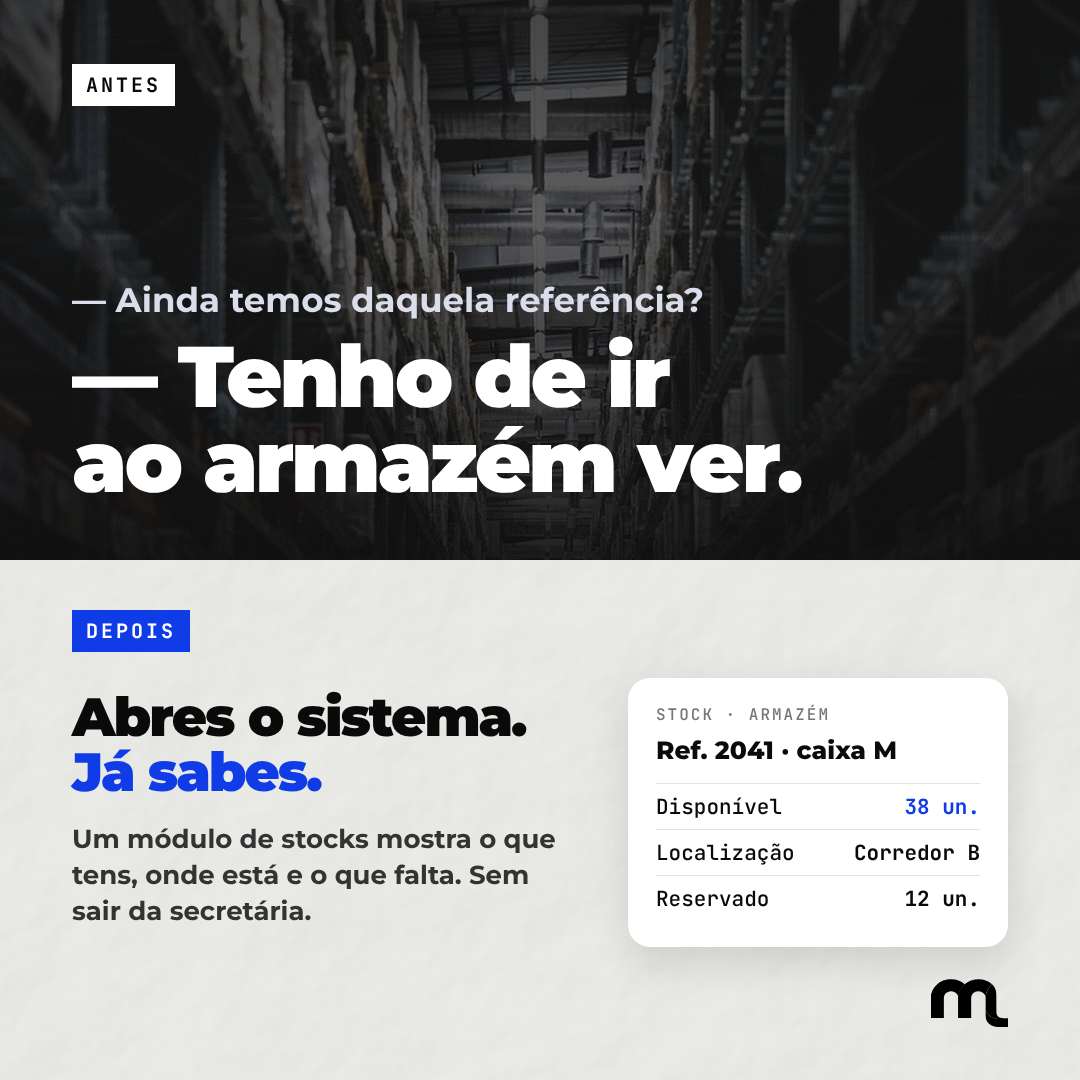 ANTES
— Ainda temos daquela referência?
— Tenho de ir
ao armazém ver.
DEPOIS
Abres o sistema.
Já sabes.
Um módulo de stocks mostra o que
tens, onde está e o que falta. Sem
sair da secretária.
STOCK · ARMAZÉM
Ref. 2041 · caixa M
Disponível 38 un.
Localização Corredor B
Reservado 12 un.